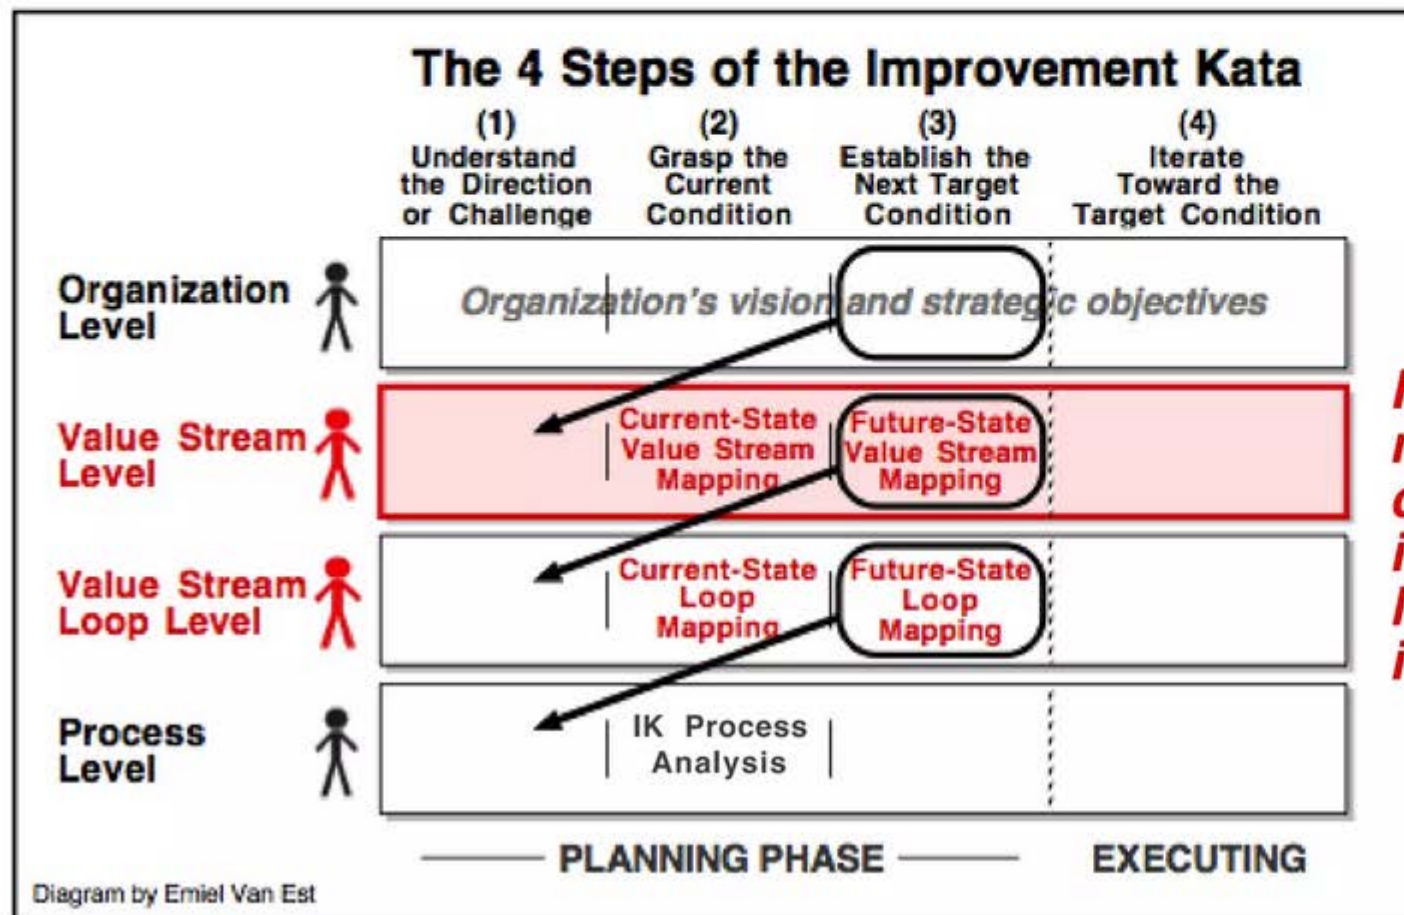 The 4 Steps of the Improvement Kata
(1)
Understand
the Direction
or Challenge
(2)
Grasp the
Current
Condition
(3)
Establish the
Next Target
Condition
(4)
Iterate
Toward the
Target Condition
Organization
Level
Organization's vision and strategic objectives
Value Stream
Level
Current-State
Value Stream
Mapping
Future-State
Value Stream
Mapping
Value Stream
Loop Level
Current-State
Loop
Mapping
Future-State
Loop
Mapping
Process
Level
IK Process
Analysis
PLANNING PHASE
EXECUTING
Diagram by Emiel Van Est